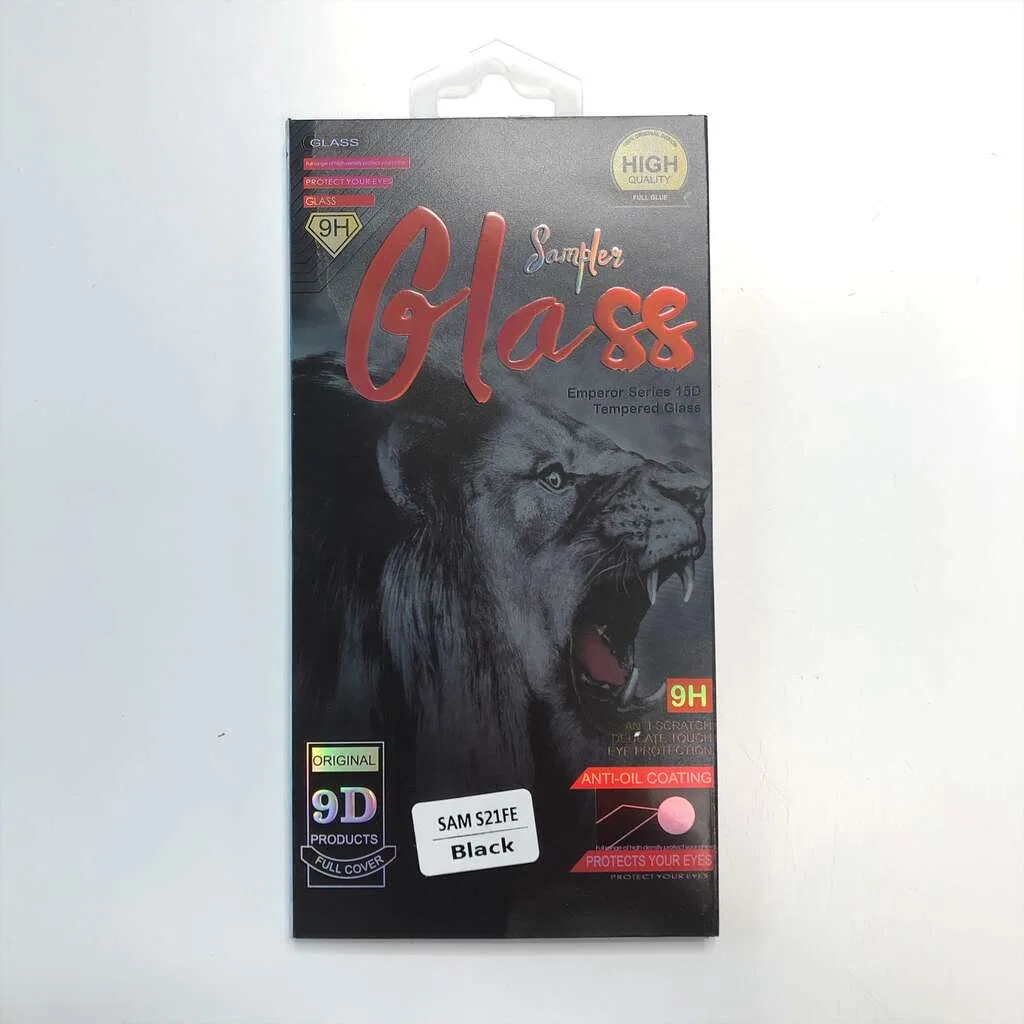 GLASS
PROTECT YOUR EYES
GLASS
9H
HIGH
QUALITY
FULL GLUE
Sampler
Glass
Emperor Series 15D
Tempered Glass
9H
ANTI-SCRATCH
DELICATE TOUCH
EYE PROTECTION
ANTI-OIL COATING
PROTECTS YOUR EYES
PROTECT YOUR EYES
ORIGINAL
9D
PRODUCTS
FULL COVER
SAM S21FE
Black